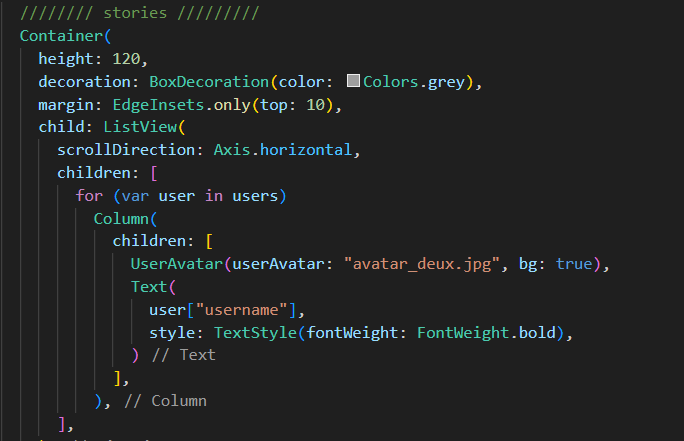 //////// stories /////////
Container(
height: 120,
decoration: BoxDecoration(color: Colors.grey),
margin: EdgeInsets.only(top: 10),
child: ListView(
scrollDirection: Axis.horizontal,
children: [
for (var user in users)
Column(
children: [
UserAvatar(userAvatar: "avatar_deux.jpg", bg: true),
Text(
user["username"],
style: TextStyle(fontWeight: FontWeight.bold),
) // Text
],
), // Column
],